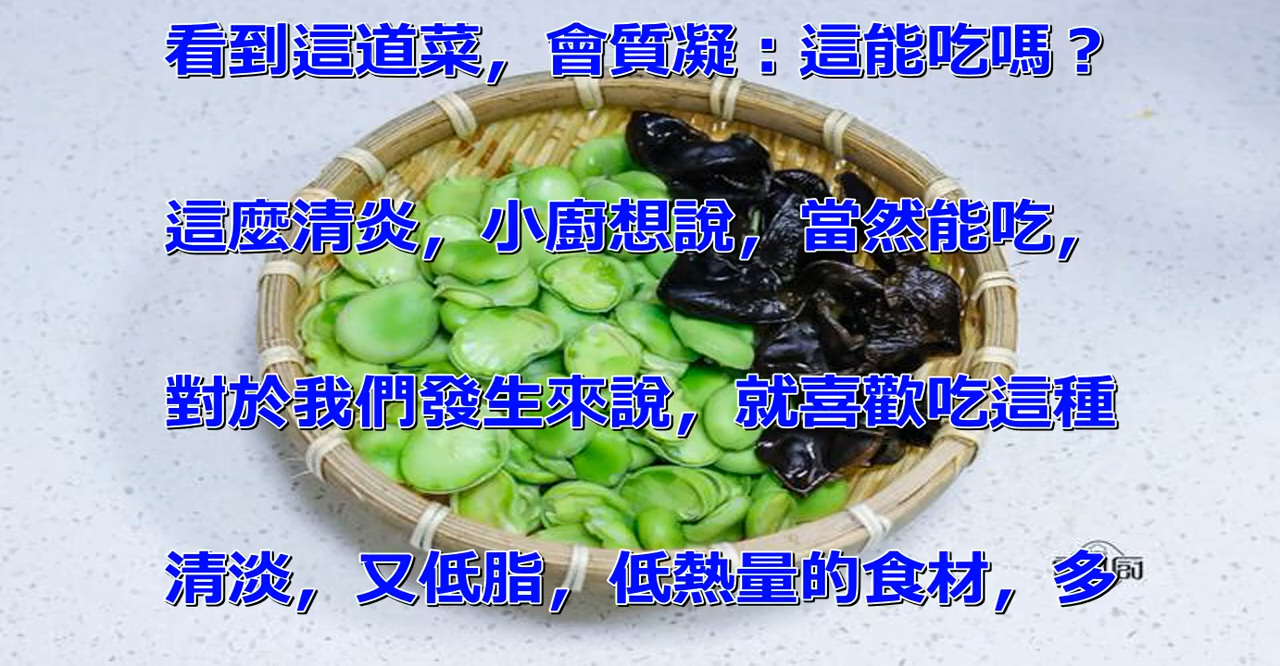 看到這道菜，會質凝：這能吃嗎？
這麼清炎，小廚想說，當然能吃，
對於我們發生來說，就喜歡吃這種
清淡，又低脂，低熱量的食材，多